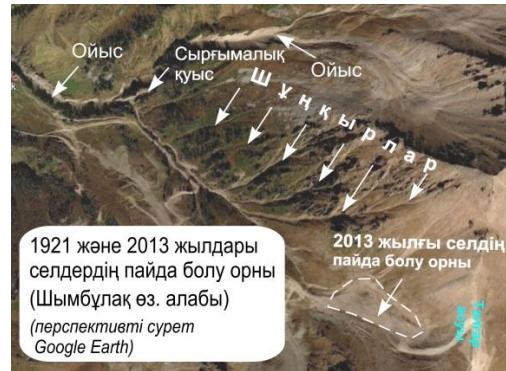 Ойыс
Сырғымалық
қуыс
Ойыс
Шұңқырлар
2013 жылғы селдің
пайда болу орны
1921 және 2013 жылдары
селдердің пайда болу орны
(Шымбұлақ өз. алабы)
(перспективті сурет
Google Earth)